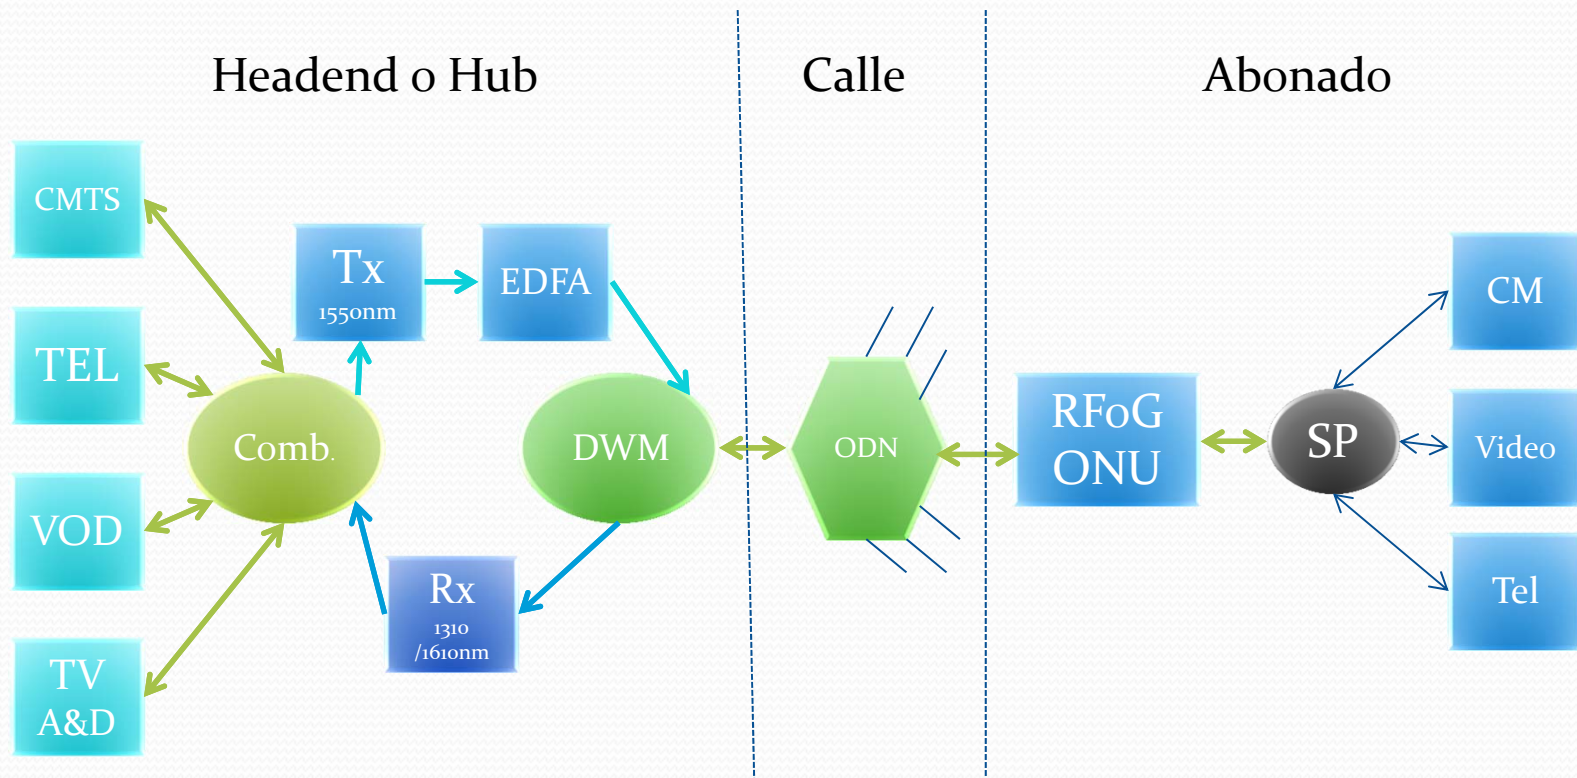 Headend o Hub
Calle
Abonado
CMTS
TEL
VOD
TV
A&D
Comb.
Tx
1550nm
EDFA
DWM
Rx
1310
/1610nm
ODN
RFoG
ONU
SP
CM
Video
Tel